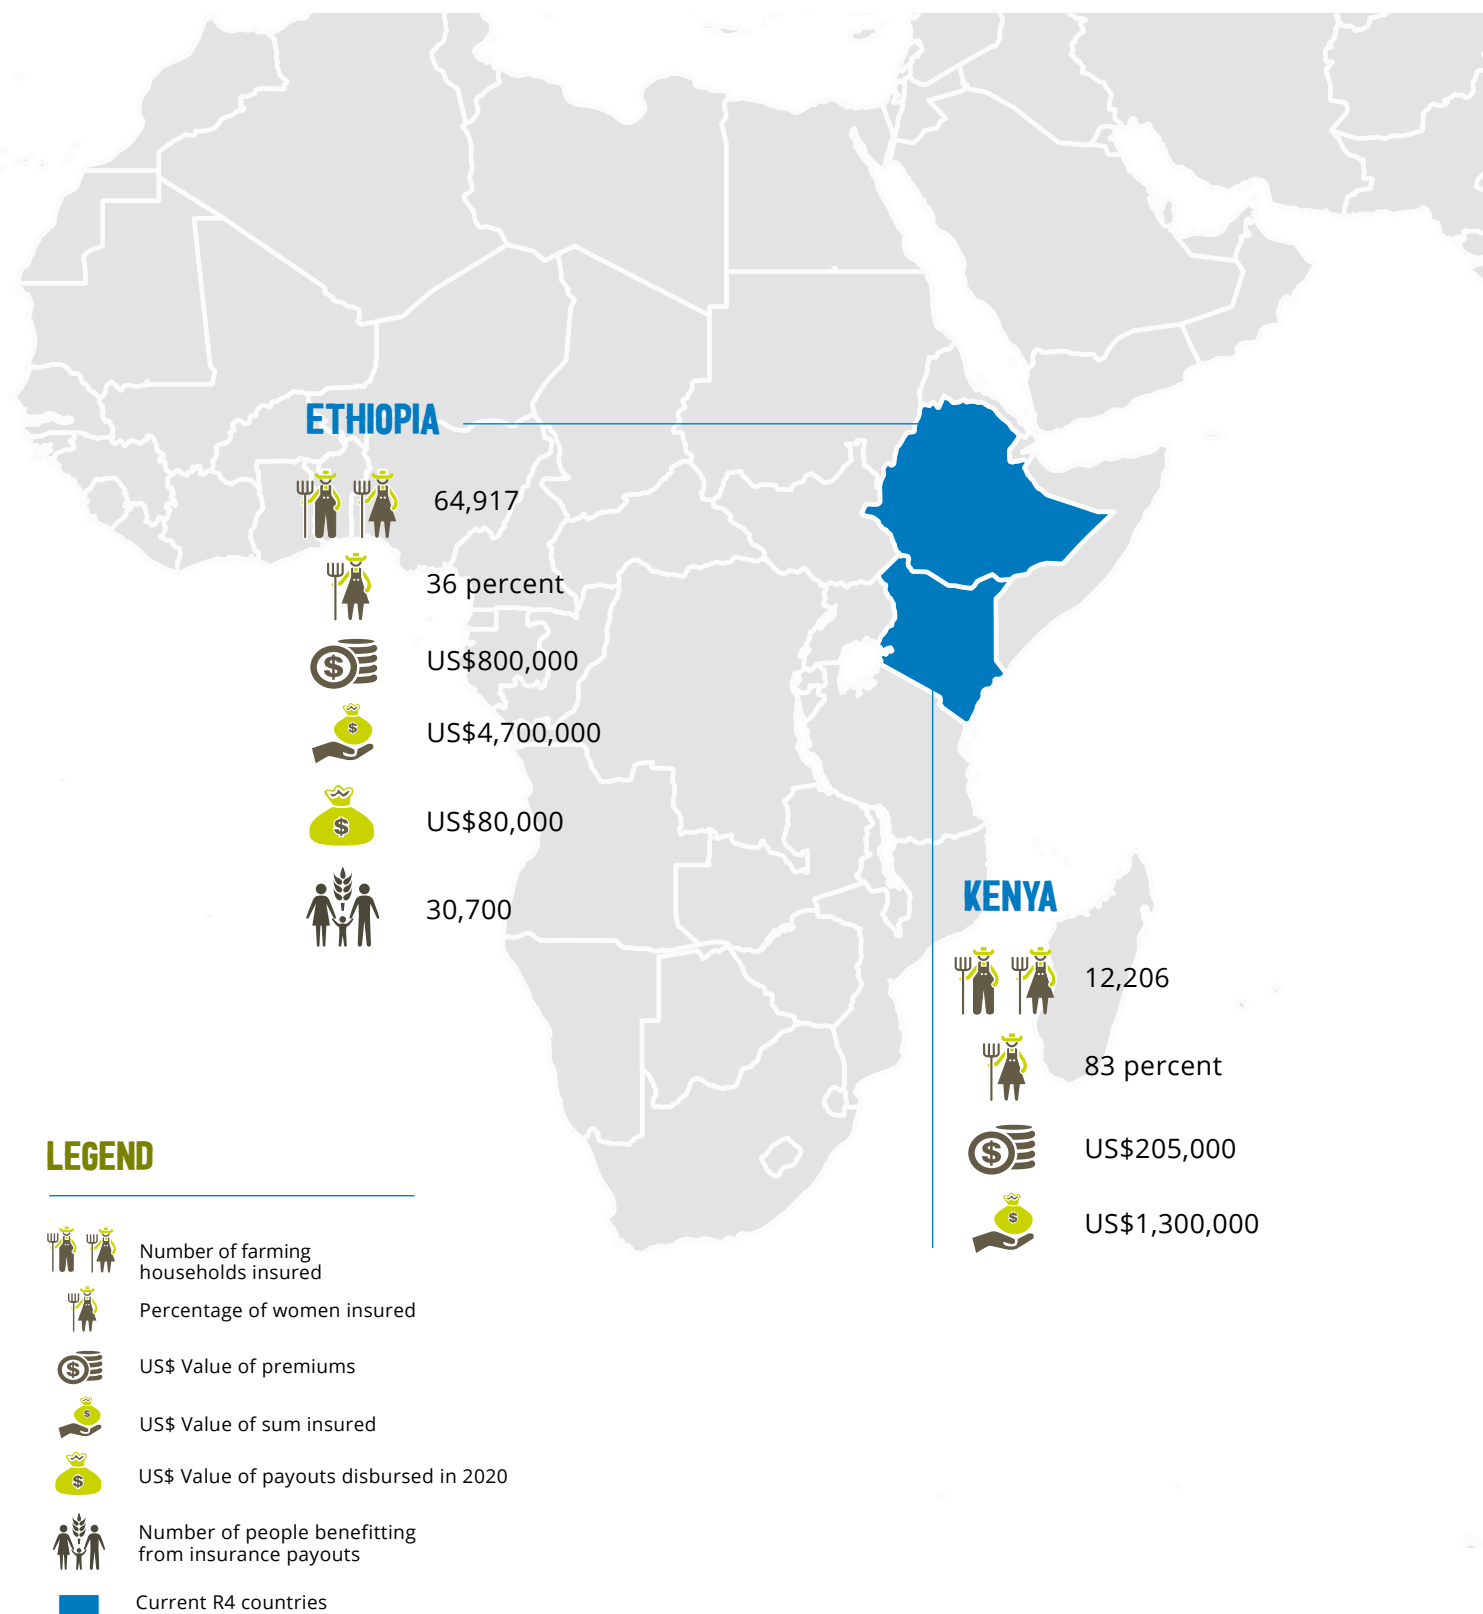 ETHIOPIA
64,917
36 percent
US$800,000
US$4,700,000
US$80,000
30,700
KENYA
12,206
83 percent
US$205,000
US$1,300,000
LEGEND
Number of farming
households insured
Percentage of women insured
US$ Value of premiums
US$ Value of sum insured
US$ Value of payouts disbursed in 2020
Number of people benefitting
from insurance payouts
Current R4 countries